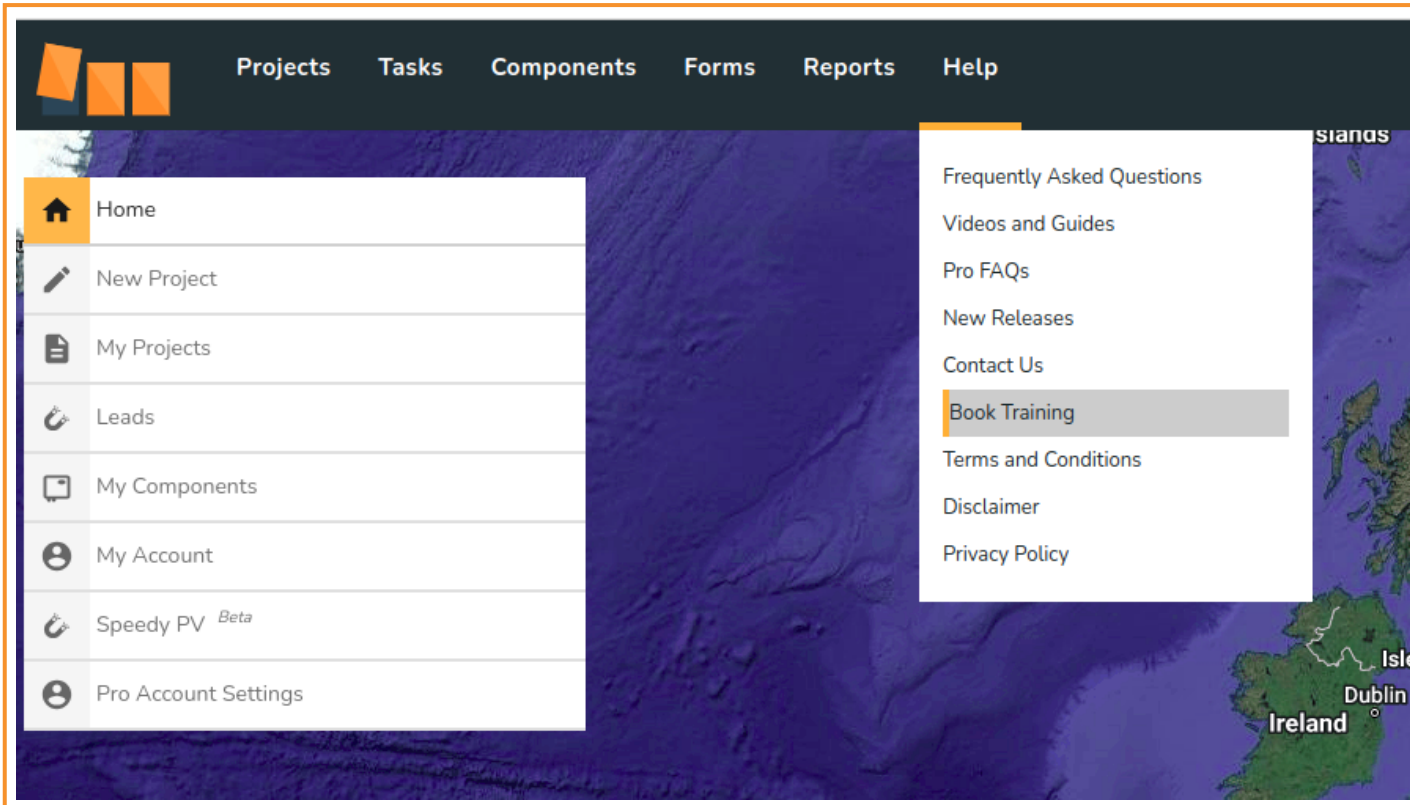 Projects Tasks Components Forms Reports Help
Home
New Project
My Projects
Leads
My Components
My Account
Speedy PV Beta
Pro Account Settings
Frequently Asked Questions
Videos and Guides
Pro FAQs
New Releases
Contact Us
Book Training
Terms and Conditions
Disclaimer
Privacy Policy
Dublin
Ireland